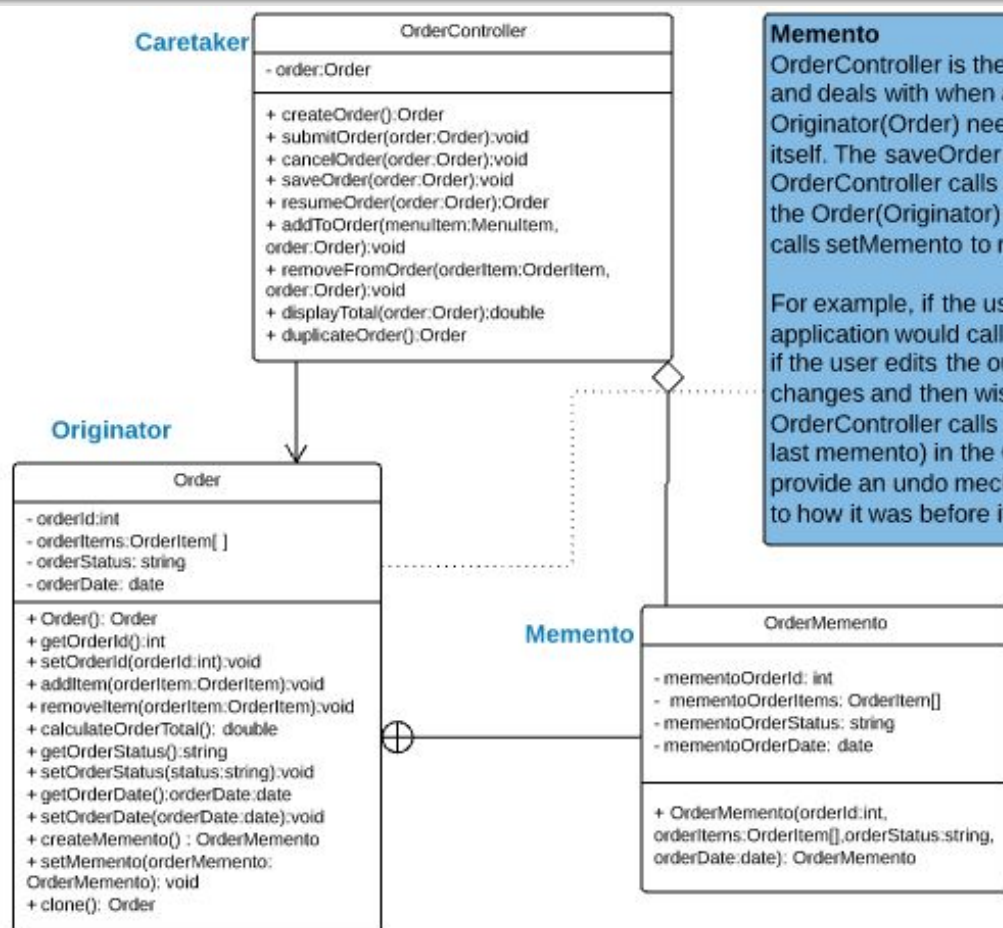 Caretaker
OrderController
- order:Order
+ createOrder():Order
+ submitOrder(order:Order):void
+ cancelOrder(order:Order):void
+ saveOrder(order:Order):void
+ resumeOrder(order:Order):Order
+ addToOrder(menuItem:MenuItem,
order:Order):void
+ removeFromOrder(orderItem:OrderItem,
order:Order):void
+ displayTotal(order:Order):double
+ duplicateOrder():Order
Memento
OrderController is the
and deals with when
Originator(Order)
itself. The saveOrder
OrderController calls
the Order(Originator)
calls setMemento to
For example, if the
application would call
if the user edits the
changes and then
OrderController calls
last memento) in the
provide an undo
to how it was before
Originator
Order
- orderId:int
- orderItems:OrderItem[ ]
- orderStatus: string
- orderDate: date
+ Order(): Order
+ getOrderId():int
+ setOrderId(orderId:int):void
+ addItem(orderItem:OrderItem):void
+ removeItem(orderItem:OrderItem):void
+ calculateOrderTotal(): double
+ getOrderStatus():string
+ setOrderStatus(status:string):void
+ getOrderDate():orderDate:date
+ setOrderDate(orderDate:date):void
+ createMemento() : OrderMemento
+ setMemento(orderMemento:
OrderMemento): void
+ clone(): Order
Memento
OrderMemento
- mementoOrderId: int
- mementoOrderItems: OrderItem[]
- mementoOrderStatus: string
- mementoOrderDate: date
+ OrderMemento(orderId:int,
orderItems:OrderItem[],orderStatus:string,
orderDate:date): OrderMemento